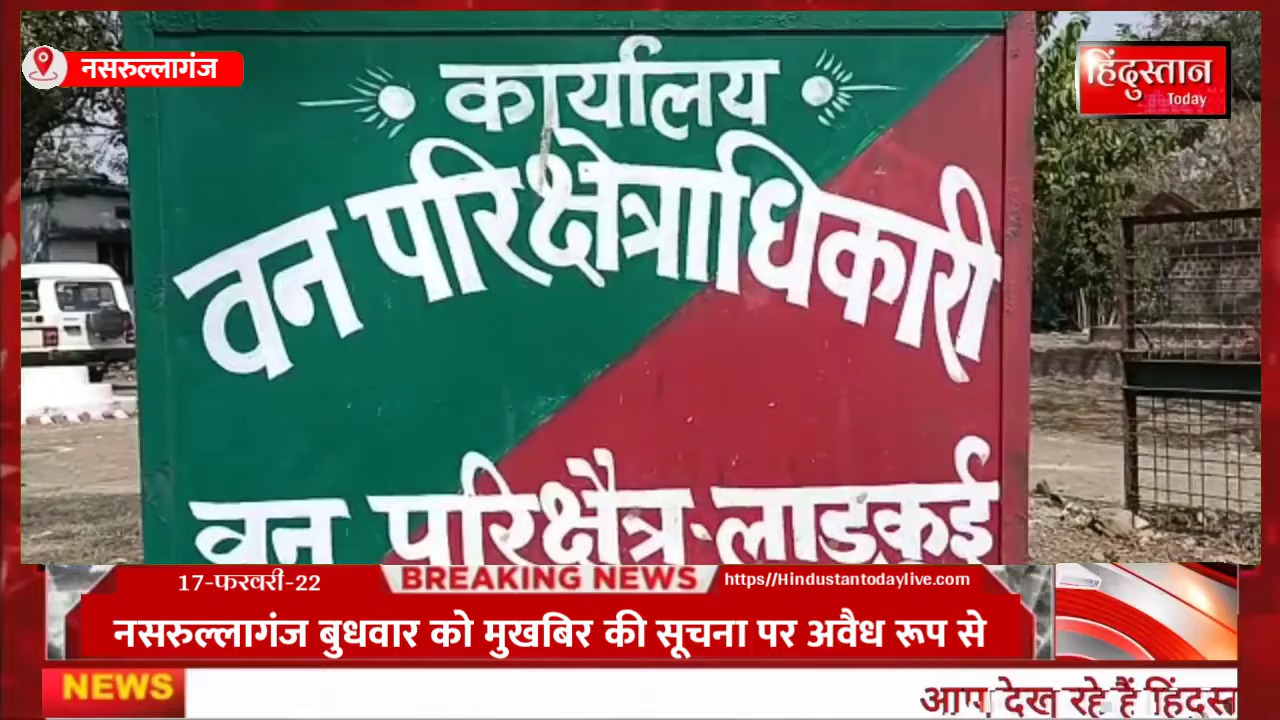 नसरुल्लागंज
हिंदुस्तान
Today
कार्यालय
वन परिक्षेत्राधिकारी
वन परिक्षैत्र लाडकुई
17-फरवरी-22
BREAKING NEWS
https//Hindustantodaylive.com
नसरुल्लागंज बुधवार को मुखबिर की सूचना पर अवैध रूप से
NEWS
आप देख रहे हैं